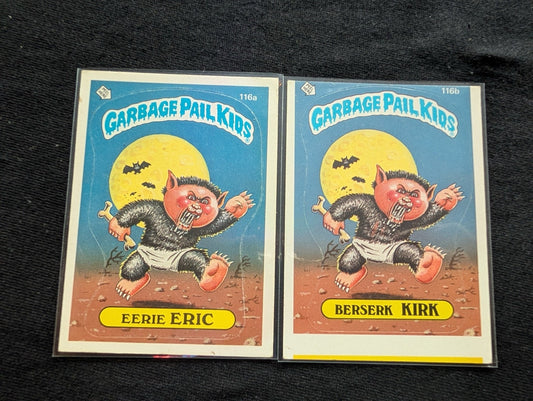 116a
GARBAGE PAIL KIDS
EERIE ERIC
116b
GARBAGE PAIL KIDS
BERSERK KIRK